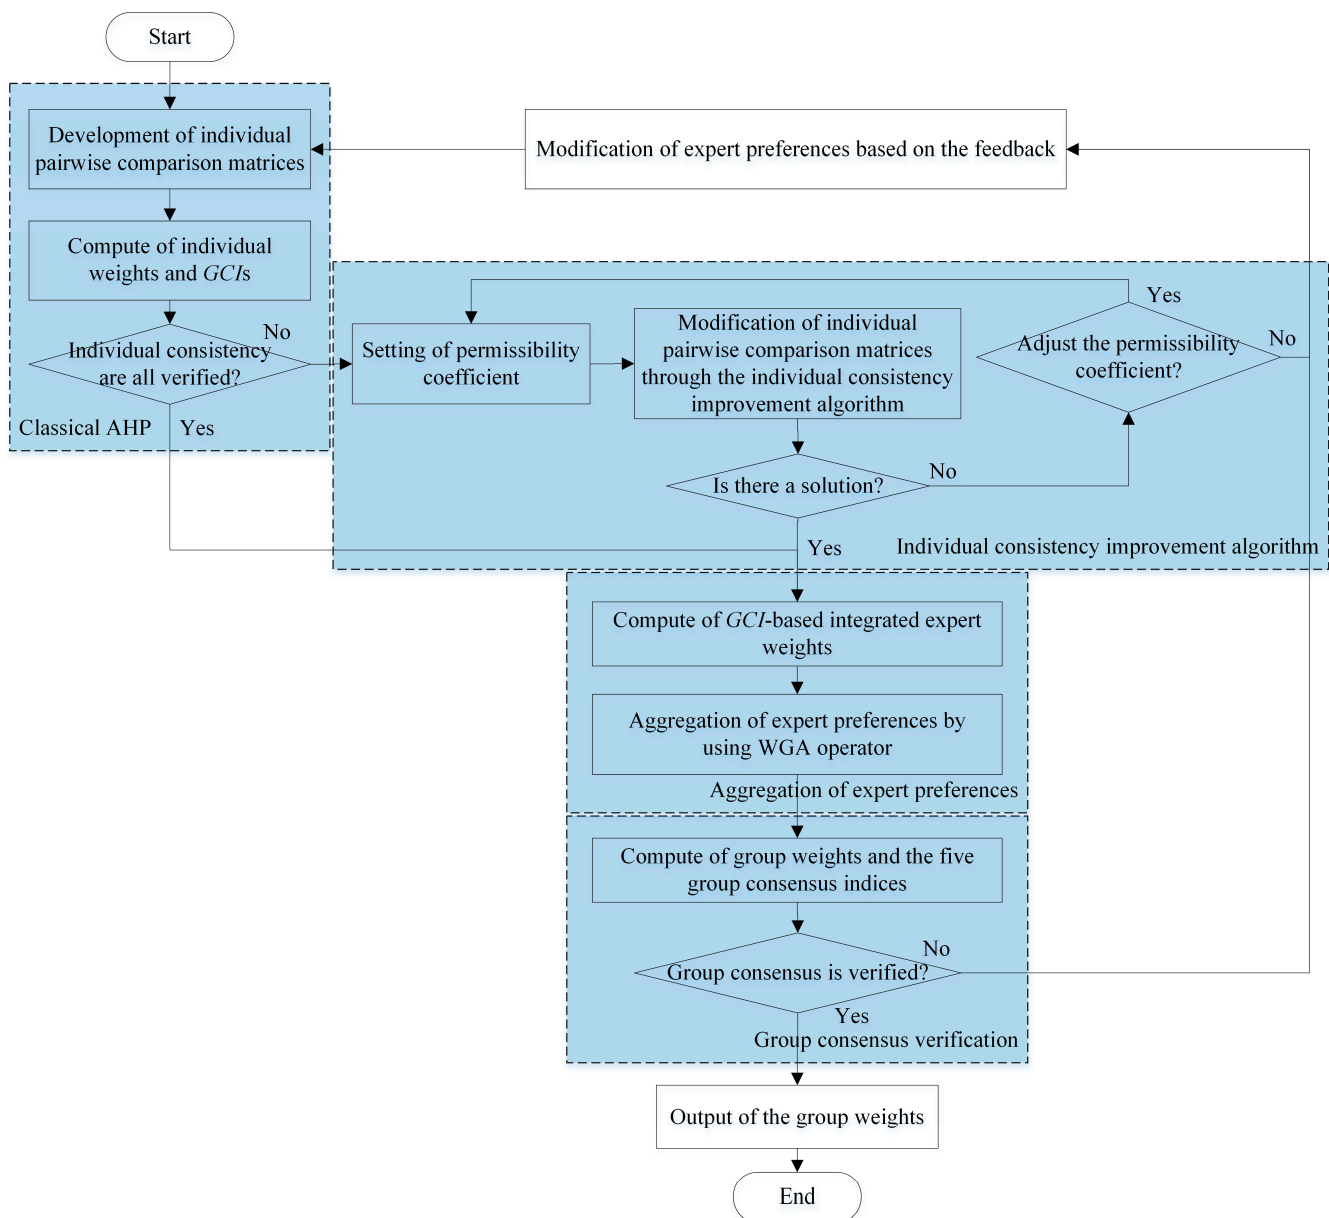 Start
Development of individual
pairwise comparison matrices
Modification of expert preferences based on the feedback
Compute of individual
weights and GCIs
No
Individual consistency
are all verified?
Classical AHP
Yes
Setting of permissibility
coefficient
Modification of individual
pairwise comparison matrices
through the individual consistency
improvement algorithm
Yes
Adjust the permissibility
coefficient?
No
Is there a solution?
No
Yes
Individual consistency improvement algorithm
Compute of GCI-based integrated expert
weights
Aggregation of expert preferences by
using WGA operator
Aggregation of expert preferences
Compute of group weights and the five
group consensus indices
No
Group consensus is verified?
Yes
Group consensus verification
Output of the group weights
End